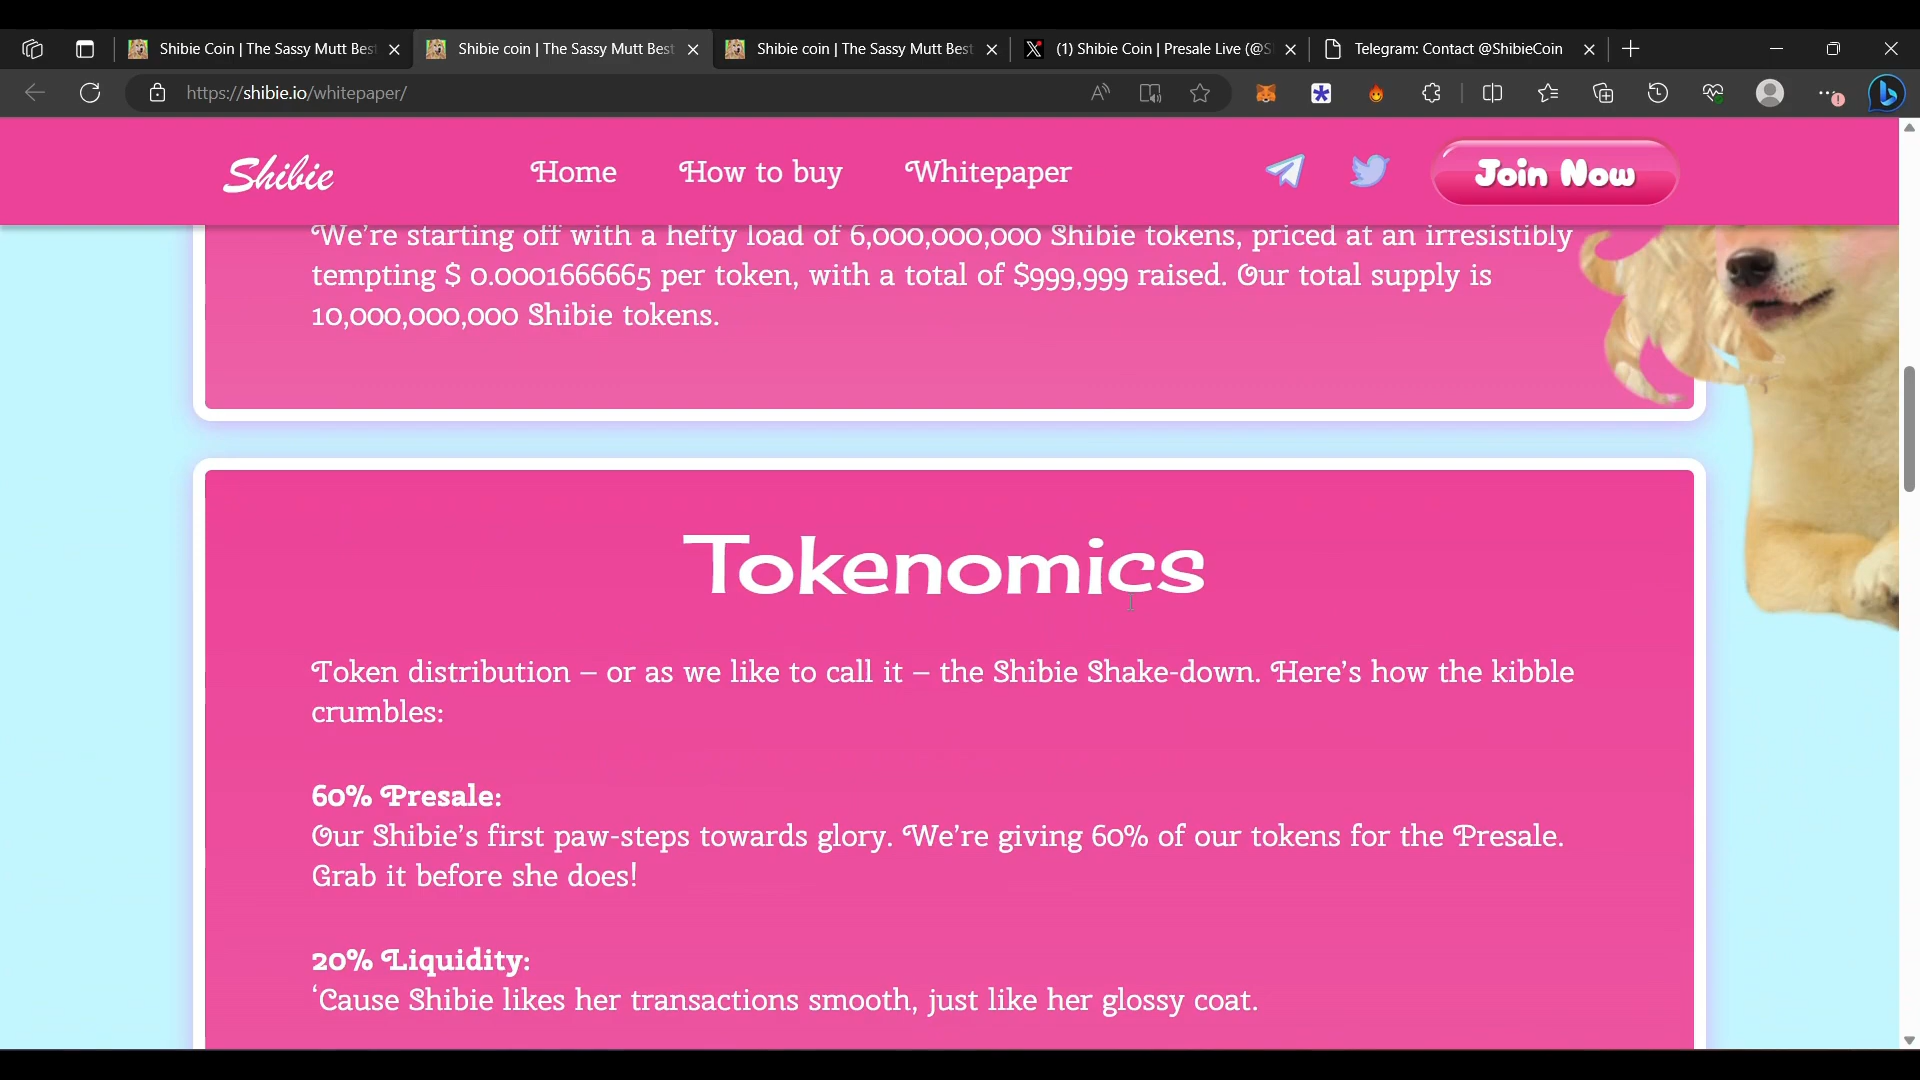 Shibie Coin | The Sassy Mutt Best
Shibie coin | The Sassy Mutt Best
Shibie coin | The Sassy Mutt Best
(1) Shibie Coin | Presale Live (@S
Telegram: Contact @ShibieCoin
https://shibie.io/whitepaper/
Shibie
Home
How to buy
Whitepaper
Join Now
We're starting off with a hefty load of 6,000,000,000 Shibie tokens, priced at an irresistibly
tempting $ 0.0001666665 per token, with a total of $999,999 raised. Our total supply is
10,000,000,000 Shibie tokens.
Tokenomics
Token distribution – or as we like to call it – the Shibie Shake-down. Here's how the kibble
crumbles:
60% Presale:
Our Shibie's first paw-steps towards glory. We're giving 60% of our tokens for the Presale.
Grab it before she does!
20% Liquidity:
‘Cause Shibie likes her transactions smooth, just like her glossy coat.